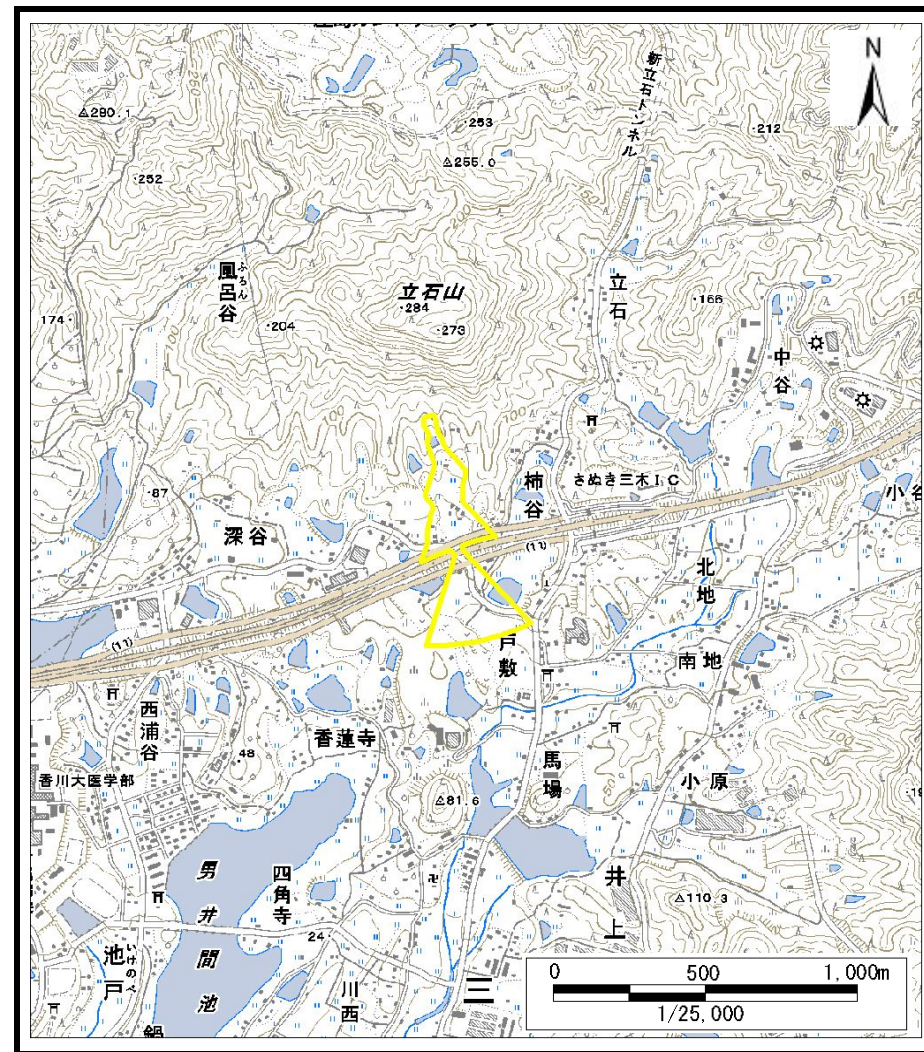 N
新立石トンネル
△280.1
・253
・212
△255.0
・252
風呂谷
ふろん
立石山
・284
・273
立石
・166
174・
・204
中谷
柿谷
さぬき三木IC
・87
深谷
小谷
(11)
(11)
北地
戸敷
南地
西浦谷
香蓮寺
・48
馬場
小原
香川大医学部
△81.6
男井間池
四角寺
井上
△110.3
24・
池戸
いけのべ
川西
三
鍋
0 500 1,000m
1/25,000